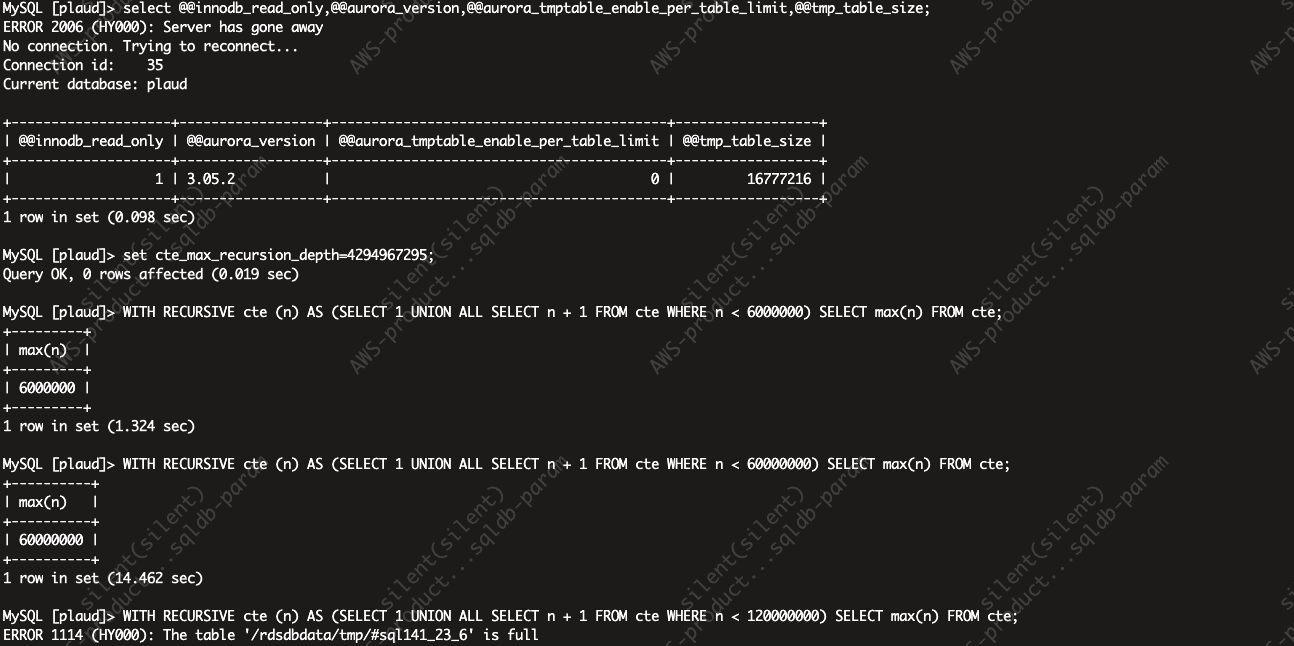 MySQL [plaud]> select @@innodb_read_only,@@aurora_version,@@aurora_tmptable_enable_per_table_limit,@@tmp_table_size;
ERROR 2006 (HY000): Server has gone away
No connection. Trying to reconnect...
Connection id:    35
Current database: plaud

+--------------------+------------------+------------------------------------------+------------------+
| @@innodb_read_only | @@aurora_version | @@aurora_tmptable_enable_per_table_limit | @@tmp_table_size |
+--------------------+------------------+------------------------------------------+------------------+
|                  1 | 3.05.2           |                                        0 |         16777216 |
+--------------------+------------------+------------------------------------------+------------------+
1 row in set (0.098 sec)

MySQL [plaud]> set cte_max_recursion_depth=4294967295;
Query OK, 0 rows affected (0.019 sec)

MySQL [plaud]> WITH RECURSIVE cte (n) AS (SELECT 1 UNION ALL SELECT n + 1 FROM cte WHERE n < 6000000) SELECT max(n) FROM cte;
+---------+
| max(n)  |
+---------+
| 6000000 |
+---------+
1 row in set (1.324 sec)

MySQL [plaud]> WITH RECURSIVE cte (n) AS (SELECT 1 UNION ALL SELECT n + 1 FROM cte WHERE n < 60000000) SELECT max(n) FROM cte;
+----------+
| max(n)   |
+----------+
| 60000000 |
+----------+
1 row in set (14.462 sec)

MySQL [plaud]> WITH RECURSIVE cte (n) AS (SELECT 1 UNION ALL SELECT n + 1 FROM cte WHERE n < 120000000) SELECT max(n) FROM cte;
ERROR 1114 (HY000): The table '/rdsdbdata/tmp/#sql141_23_6' is full
silent(silent)
AWS-product...sqldb-param